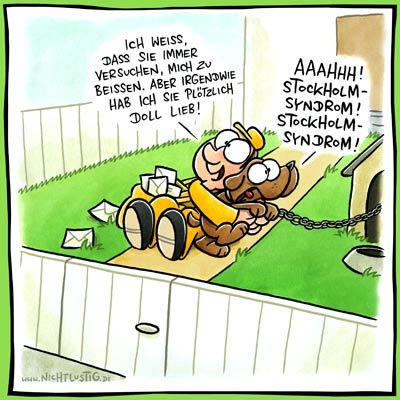 ICH WEISS,
DASS SIE IMMER
VERSUCHEN, MICH ZU
BEISSEN. ABER IRGENDWIE
HAB ICH SIE PLÖTZLICH
DOLL LIEB!
AAAHHH!
STOCKHOLM-
SYNDROM!
STOCKHOLM-
SYNDROM!
WWW.NICHTLUSTIG.DE